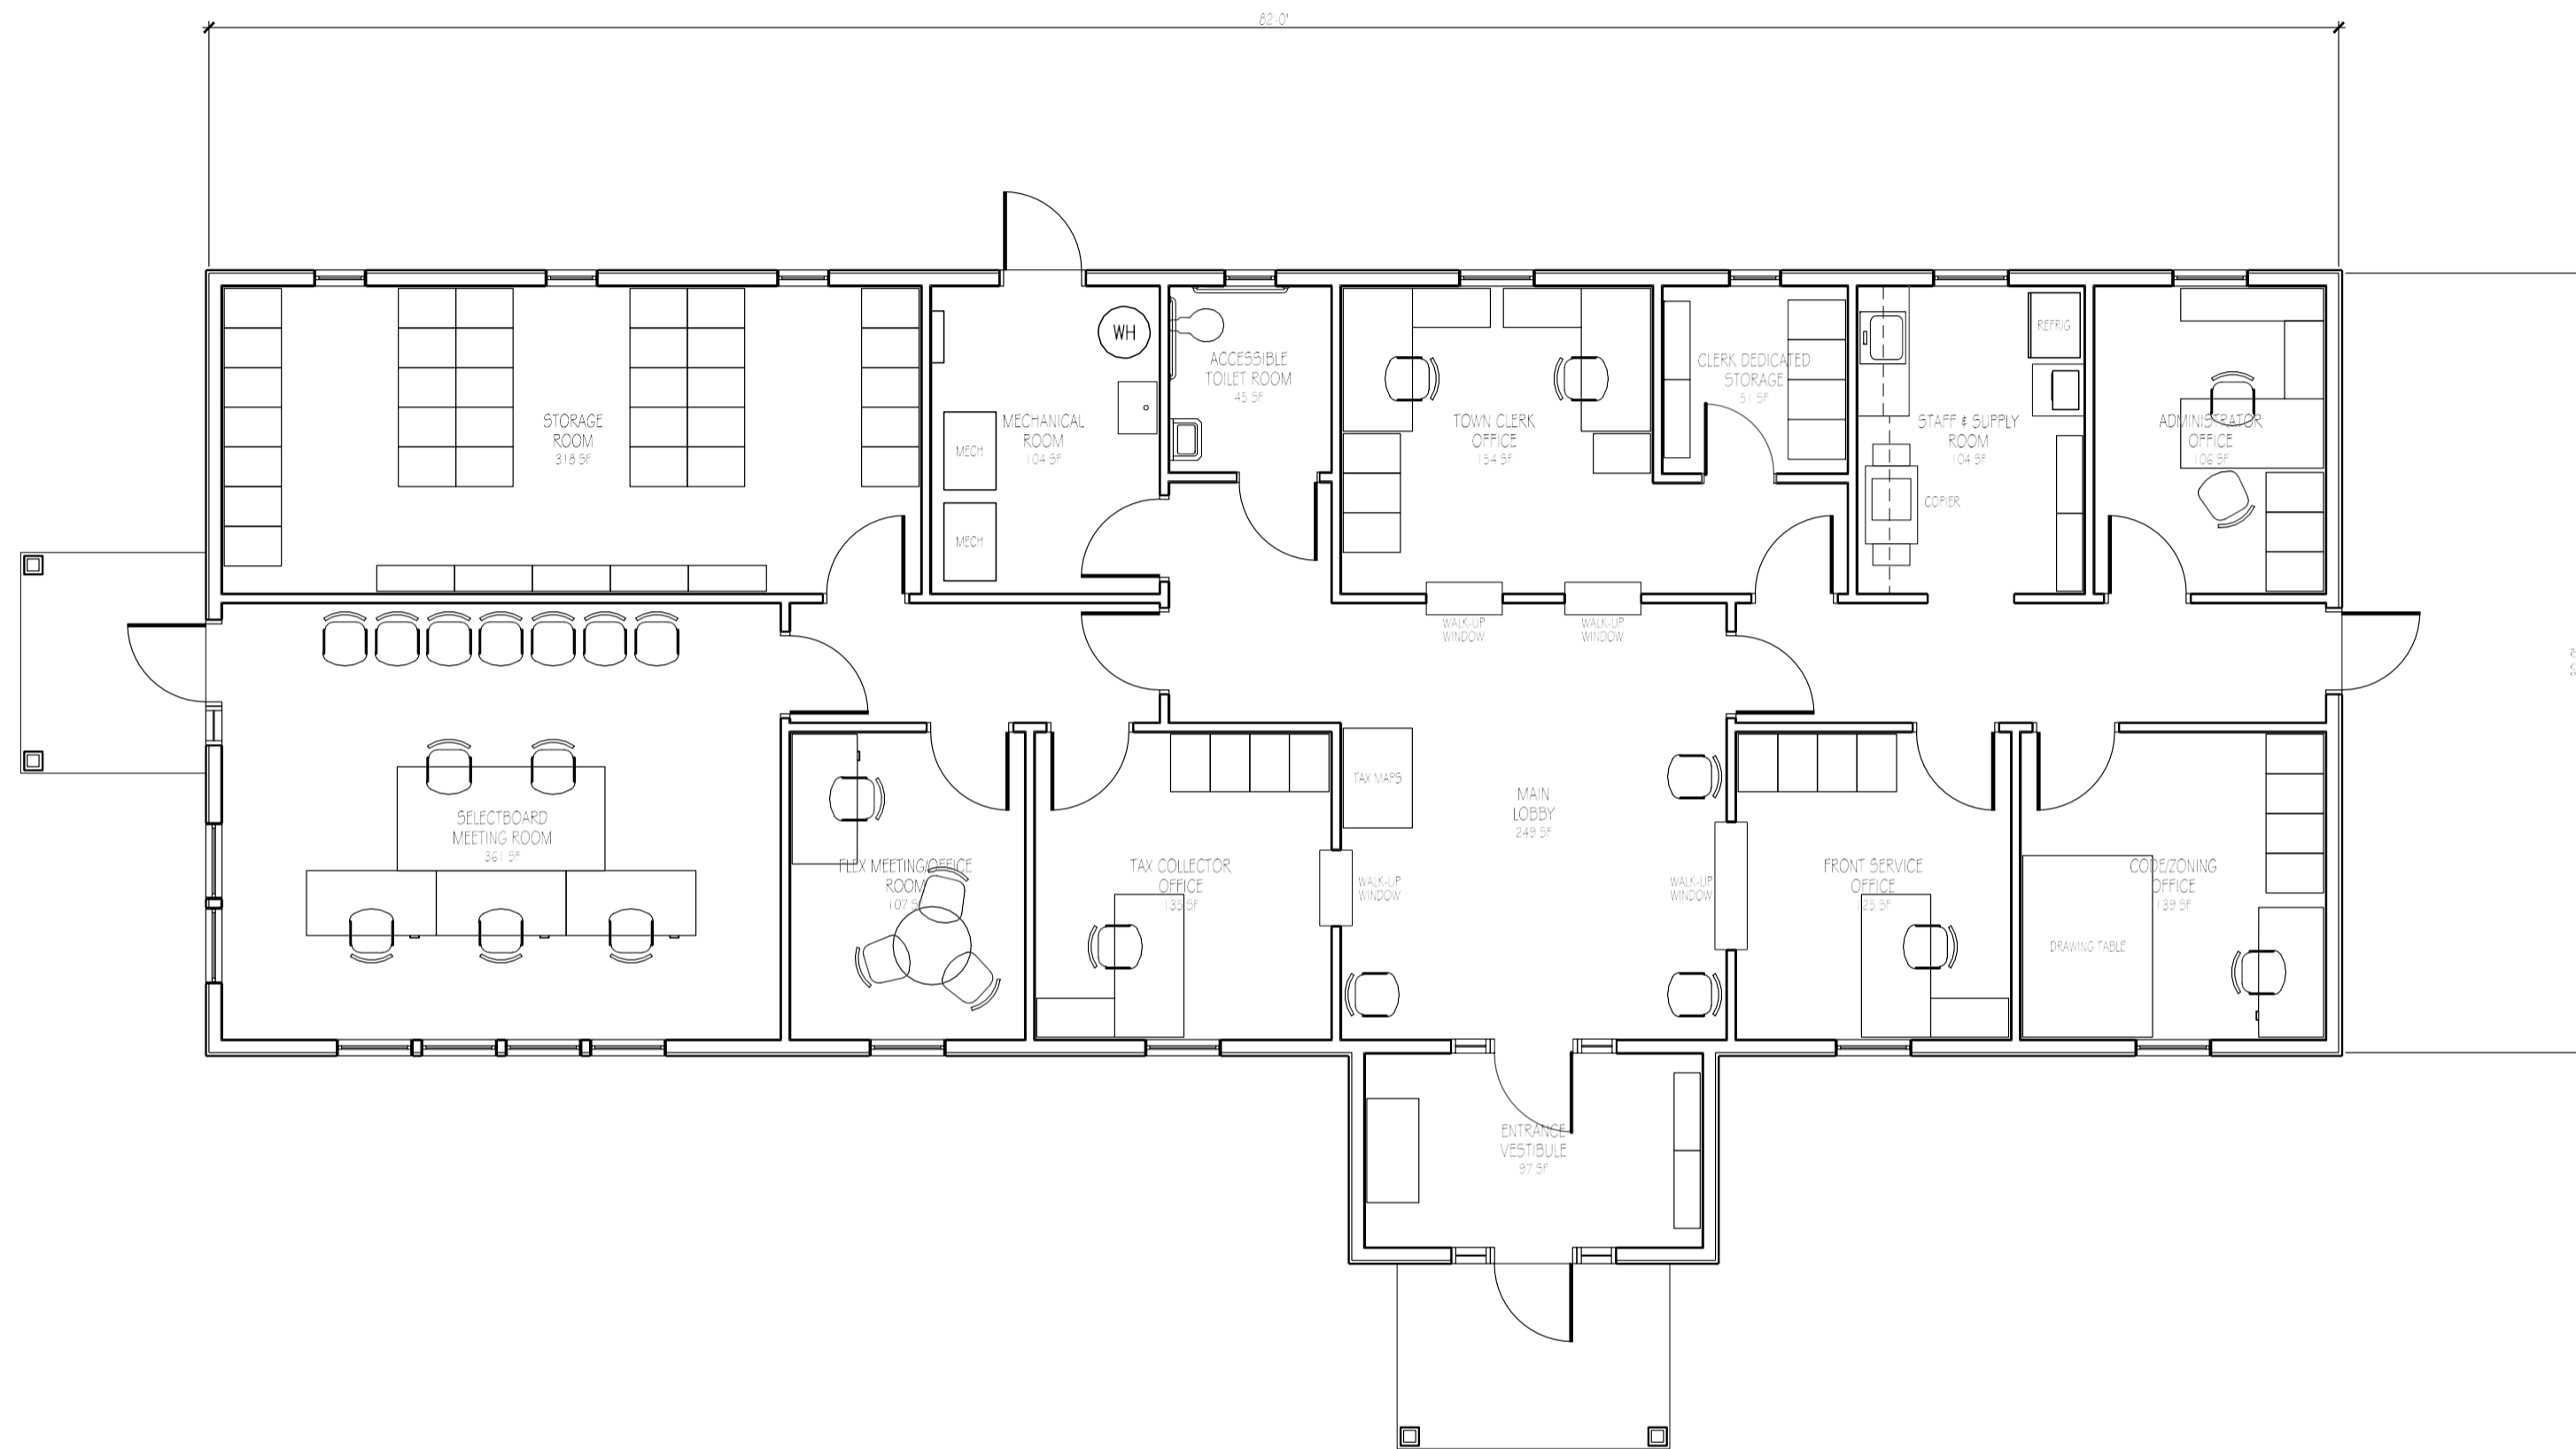 82'-0"
WH
REFRIG
ACCESSIBLE
TOILET ROOM
45 SF
CLERK DEDICATED
STORAGE
51 SF
STORAGE
ROOM
318 SF
MECHANICAL
ROOM
104 SF
MECH
MECH
TOWN CLERK
OFFICE
154 SF
STAFF & SUPPLY
ROOM
104 SF
COPIER
ADMINISTRATOR
OFFICE
106 SF
WALK-UP
WINDOW
WALK-UP
WINDOW
TAX MAPS
MAIN
LOBBY
249 SF
SELECTBOARD
MEETING ROOM
361 SF
FLEX MEETING/OFFICE
ROOM
107 SF
TAX COLLECTOR
OFFICE
135 SF
WALK-UP
WINDOW
WALK-UP
WINDOW
FRONT SERVICE
OFFICE
125 SF
CODE/ZONING
OFFICE
139 SF
DRAWING TABLE
ENTRANCE
VESTIBULE
97 SF